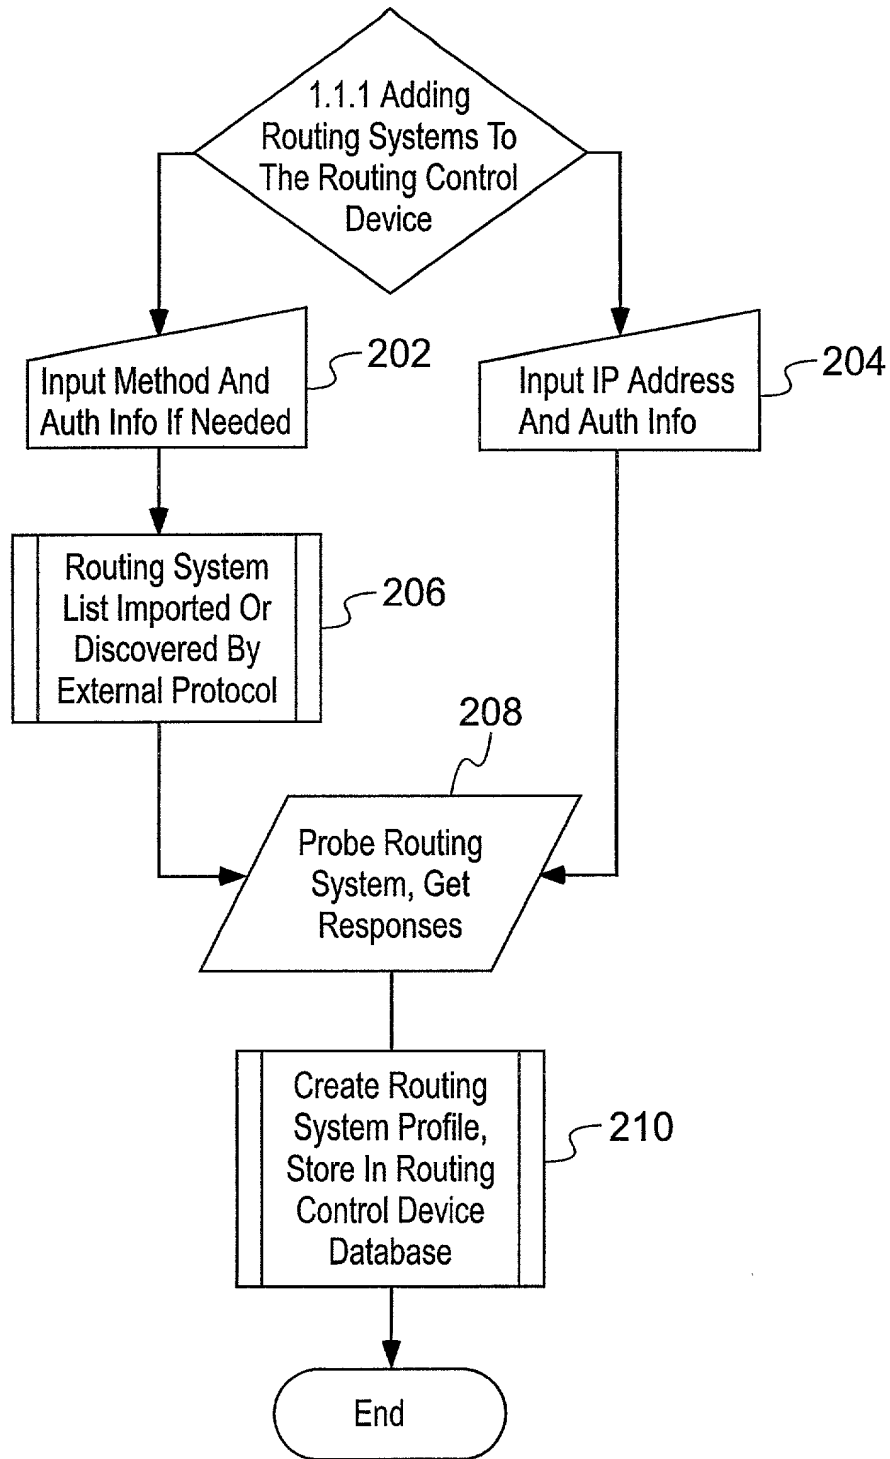 1.1.1 Adding
Routing Systems To
The Routing Control
Device
202
Input Method And
Auth Info If Needed
204
Input IP Address
And Auth Info
Routing System
List Imported Or
Discovered By
External Protocol
206
208
Probe Routing
System, Get
Responses
Create Routing
System Profile,
Store In Routing
Control Device
Database
210
End